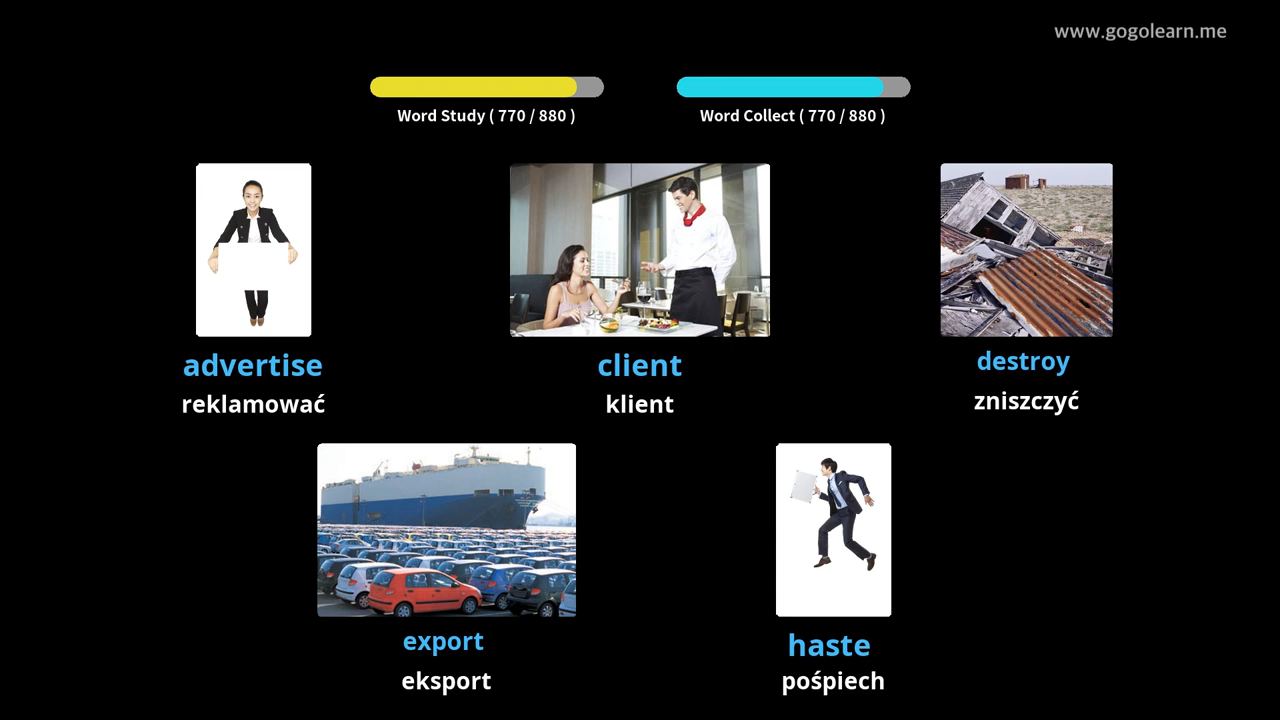 www.gogolearn.me
Word Study ( 770 / 880 )
Word Collect ( 770 / 880 )
advertise
reklamować
client
klient
destroy
zniszczyć
export
eksport
haste
pośpiech